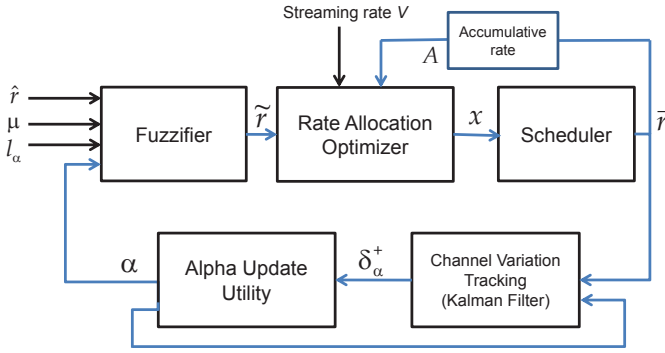 Streaming rate V
Accumulative
rate
A
r̂
μ
l_α
Fuzzifier
r̃
Rate Allocation
Optimizer
x
Scheduler
r̄
α
Alpha Update
Utility
δ_α^+
Channel Variation
Tracking
(Kalman Filter)